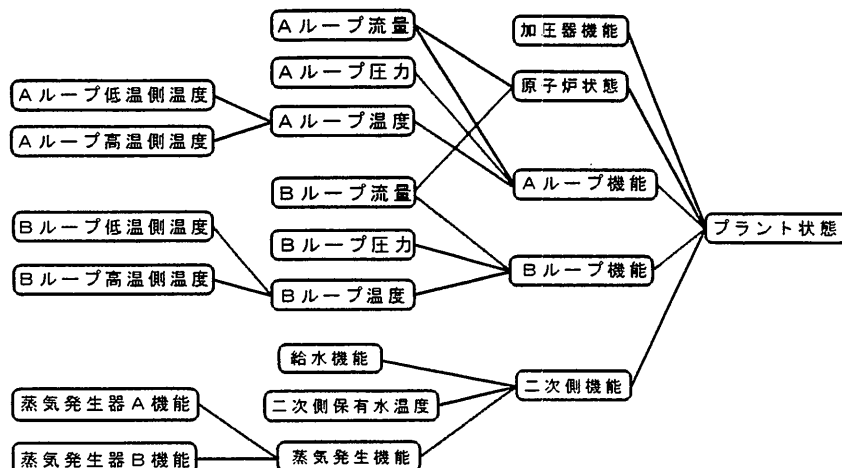 Aループ流量
加圧器機能
Aループ圧力
原子炉状態
Aループ低温側温度
Aループ温度
Aループ高温側温度
Aループ機能
Bループ流量
Bループ低温側温度
プラント状態
Bループ圧力
Bループ機能
Bループ高温側温度
Bループ温度
給水機能
二次側機能
蒸気発生器A機能
二次側保有水温度
蒸気発生器B機能
蒸気発生機能